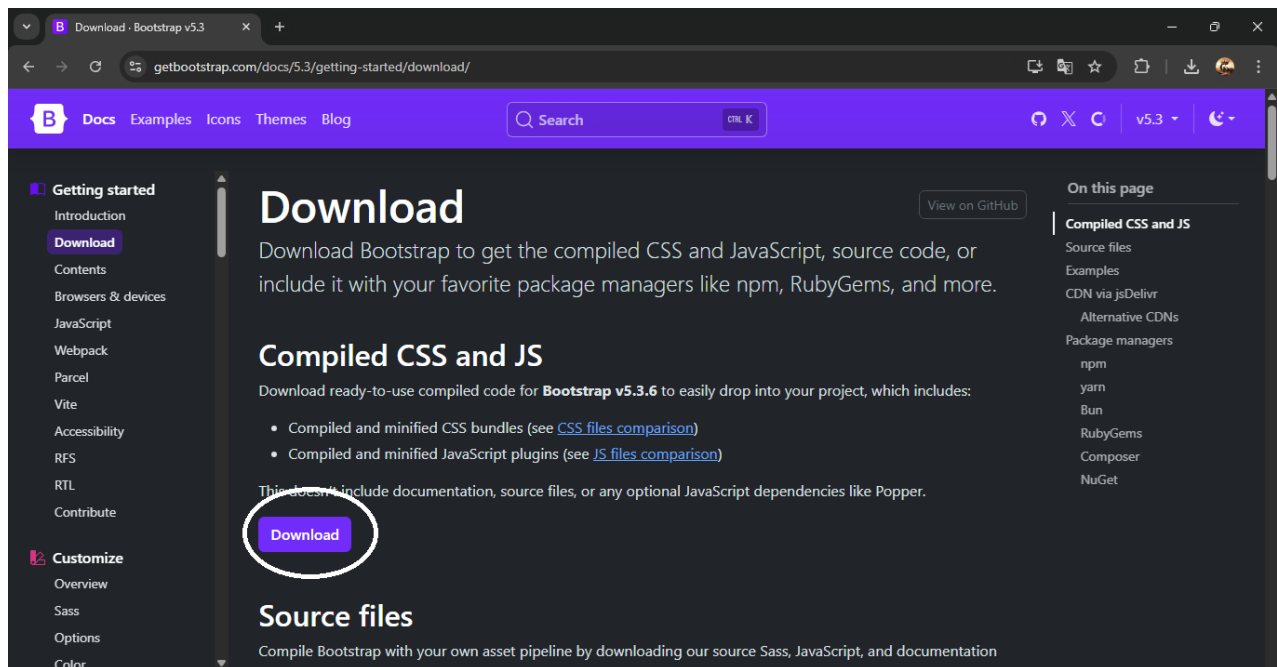 Download · Bootstrap v5.3
getbootstrap.com/docs/5.3/getting-started/download/
B Docs Examples Icons Themes Blog
Search CTRL K
v5.3
Getting started
Introduction
Download
Contents
Browsers & devices
JavaScript
Webpack
Parcel
Vite
Accessibility
RFS
RTL
Contribute
Customize
Overview
Sass
Options
Color
Download
View on GitHub
Download Bootstrap to get the compiled CSS and JavaScript, source code, or
include it with your favorite package managers like npm, RubyGems, and more.
Compiled CSS and JS
Download ready-to-use compiled code for Bootstrap v5.3.6 to easily drop into your project, which includes:
• Compiled and minified CSS bundles (see CSS files comparison)
• Compiled and minified JavaScript plugins (see JS files comparison)
This doesn't include documentation, source files, or any optional JavaScript dependencies like Popper.
Download
Source files
Compile Bootstrap with your own asset pipeline by downloading our source Sass, JavaScript, and documentation
On this page
Compiled CSS and JS
Source files
Examples
CDN via jsDelivr
Alternative CDNs
Package managers
npm
yarn
Bun
RubyGems
Composer
NuGet